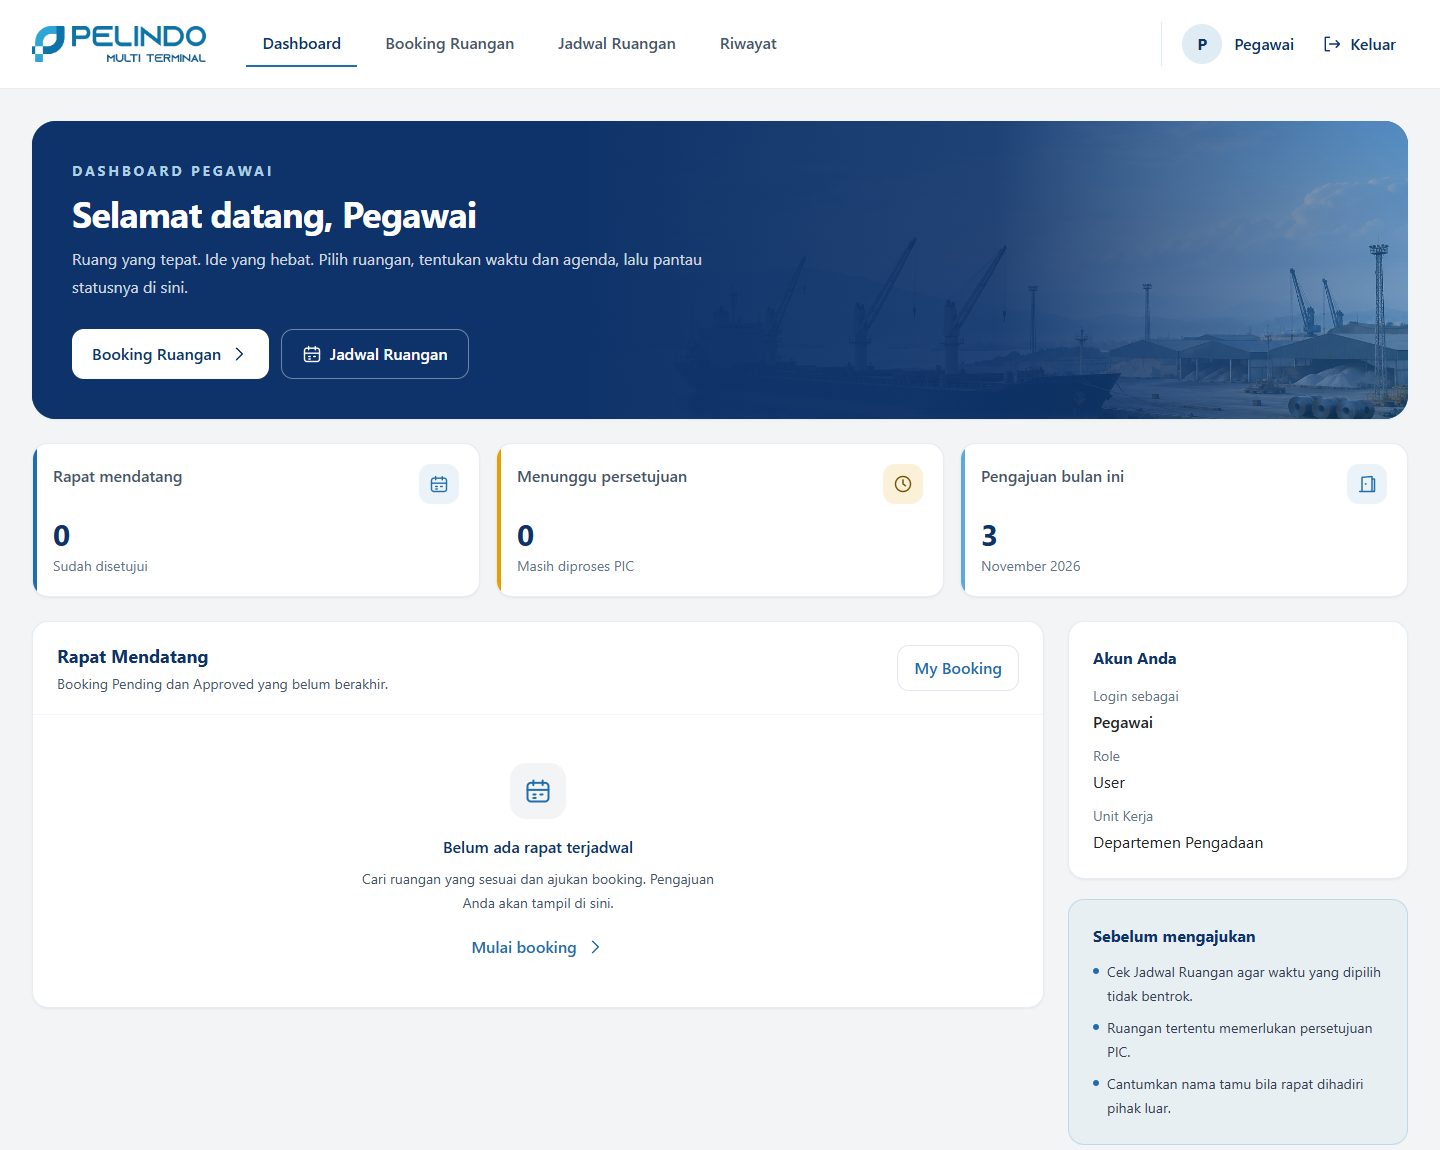 PELINDO
MULTI TERMINAL
Dashboard
Booking Ruangan
Jadwal Ruangan
Riwayat
P
Pegawai
Keluar
DASHBOARD PEGAWAI
Selamat datang, Pegawai
Ruang yang tepat. Ide yang hebat. Pilih ruangan, tentukan waktu dan agenda, lalu pantau
statusnya di sini.
Booking Ruangan
Jadwal Ruangan
Rapat mendatang
0
Sudah disetujui
Menunggu persetujuan
0
Masih diproses PIC
Pengajuan bulan ini
3
November 2026
Rapat Mendatang
Booking Pending dan Approved yang belum berakhir.
My Booking
Belum ada rapat terjadwal
Cari ruangan yang sesuai dan ajukan booking. Pengajuan
Anda akan tampil di sini.
Mulai booking
Akun Anda
Login sebagai
Pegawai
Role
User
Unit Kerja
Departemen Pengadaan
Sebelum mengajukan
Cek Jadwal Ruangan agar waktu yang dipilih
tidak bentrok.
Ruangan tertentu memerlukan persetujuan
PIC.
Cantumkan nama tamu bila rapat dihadiri
pihak luar.